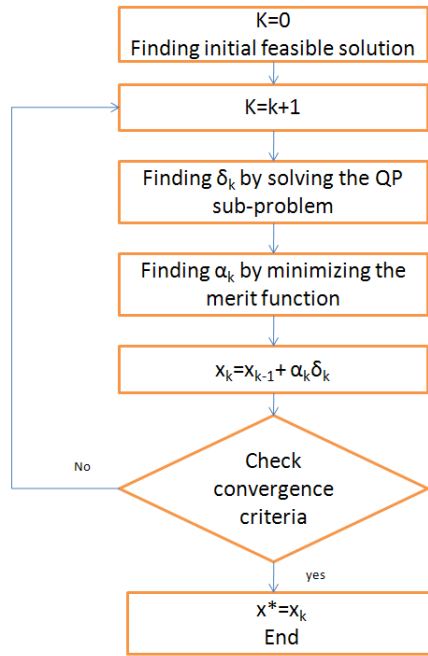 K=0
Finding initial feasible solution
K=k+1
Finding δₖ by solving the QP
sub-problem
Finding αₖ by minimizing the
merit function
xₖ=xₖ₋₁+ αₖδₖ
No
Check
convergence
criteria
yes
x*=xₖ
End